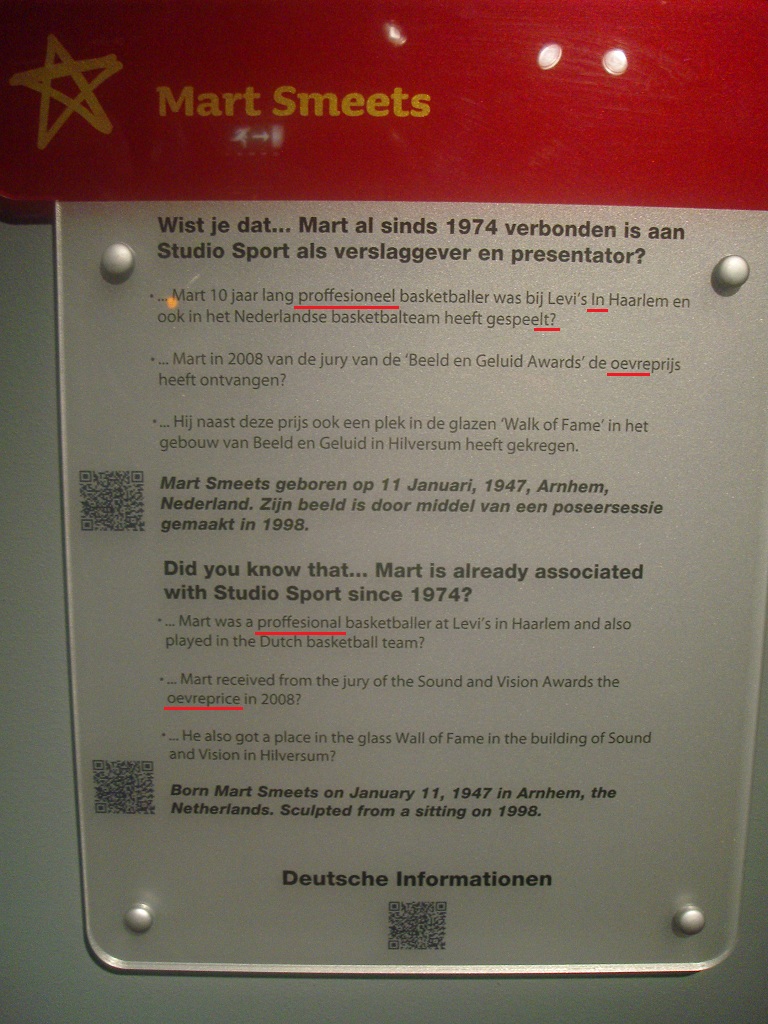 Mart Smeets
Wist je dat... Mart al sinds 1974 verbonden is aan
Studio Sport als verslaggever en presentator?
• ... Mart 10 jaar lang proffesioneel basketballer was bij Levi's In Haarlem en
ook in het Nederlandse basketbalteam heeft gespeelt?
• ... Mart in 2008 van de jury van de 'Beeld en Geluid Awards' de oevreprijs
heeft ontvangen?
• ... Hij naast deze prijs ook een plek in de glazen 'Walk of Fame' in het
gebouw van Beeld en Geluid in Hilversum heeft gekregen.
Mart Smeets geboren op 11 Januari, 1947, Arnhem,
Nederland. Zijn beeld is door middel van een poseersessie
gemaakt in 1998.
Did you know that... Mart is already associated
with Studio Sport since 1974?
• ... Mart was a proffesional basketballer at Levi's in Haarlem and also
played in the Dutch basketball team?
• ... Mart received from the jury of the Sound and Vision Awards the
oevreprice in 2008?
• ... He also got a place in the glass Wall of Fame in the building of Sound
and Vision in Hilversum?
Born Mart Smeets on January 11, 1947 in Arnhem, the
Netherlands. Sculpted from a sitting on 1998.
Deutsche Informationen